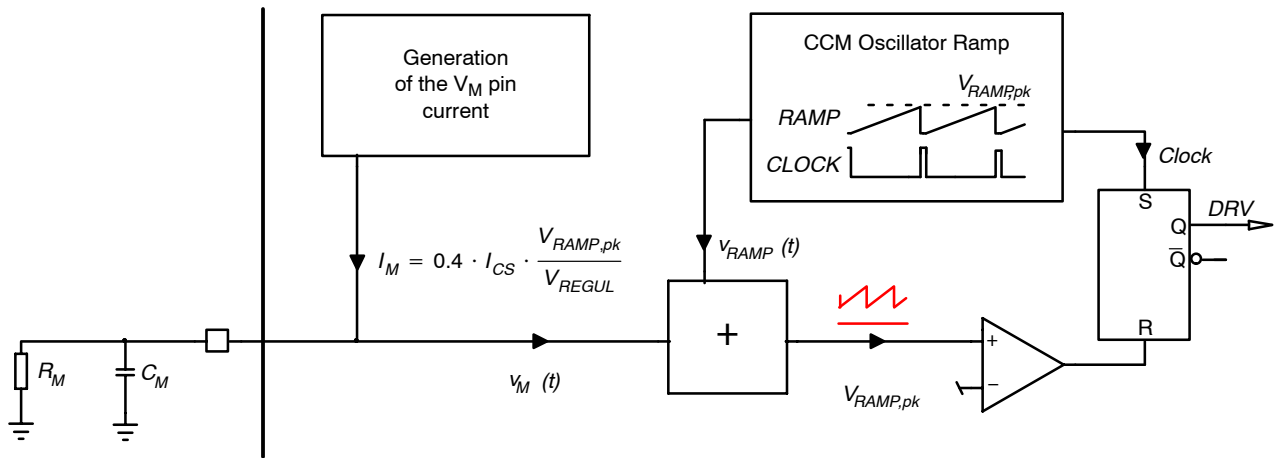 Generation
of the V_M pin
current
CCM Oscillator Ramp
V_RAMP,pk
RAMP
CLOCK
Clock
S
Q
DRV
Q̅
R
I_M = 0.4 · I_CS · V_RAMP,pk / V_REGUL
v_RAMP (t)
+
R_M
C_M
v_M (t)
V_RAMP,pk
+
−